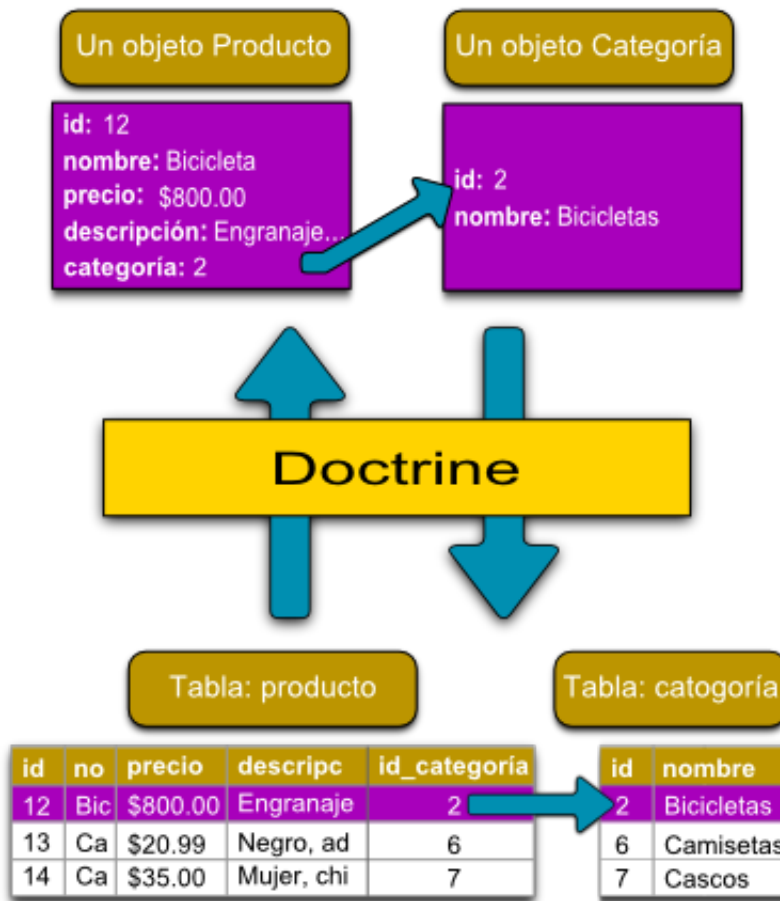 Un objeto Producto
Un objeto Categoría
id: 12
nombre: Bicicleta
precio: $800.00
descripción: Engranaje...
categoría: 2
id: 2
nombre: Bicicletas
Doctrine
Tabla: producto
Tabla: catogoría
id no precio descripc id_categoría
12 Bic $800.00 Engranaje 2
13 Ca $20.99 Negro, ad 6
14 Ca $35.00 Mujer, chi 7
id nombre
2 Bicicletas
6 Camisetas
7 Cascos